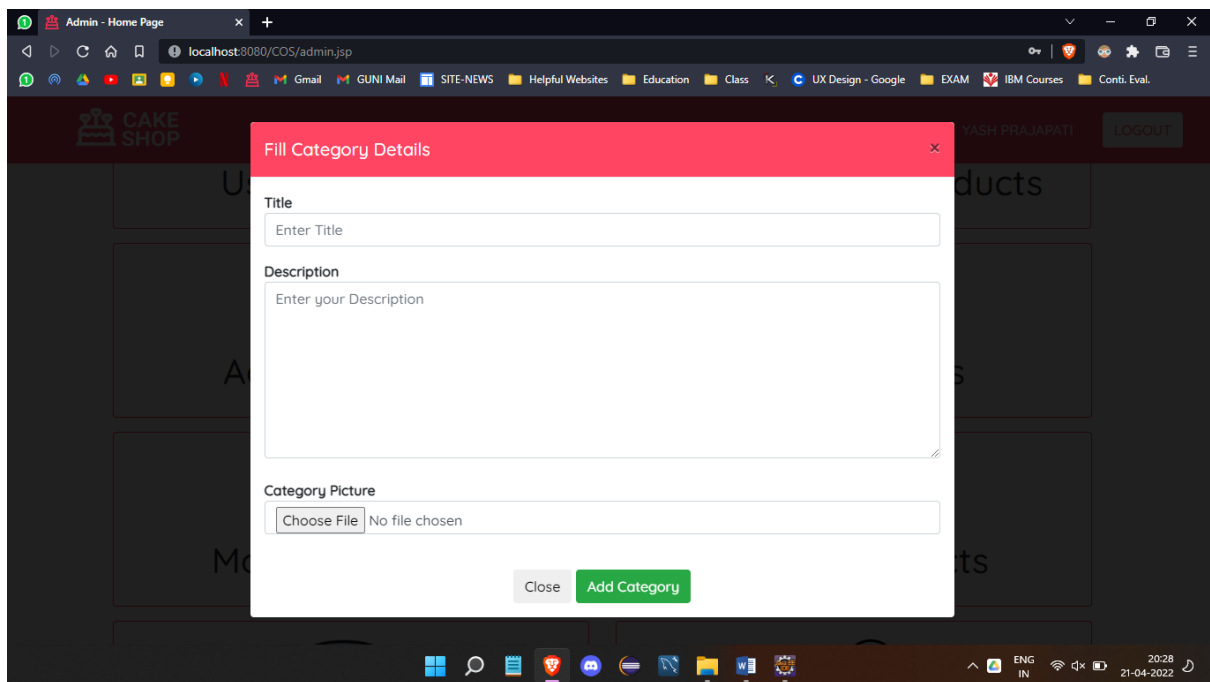 Admin - Home Page
localhost:8080/COS/admin.jsp
Gmail GUNI Mail SITE-NEWS Helpful Websites Education Class UX Design - Google EXAM IBM Courses Conti. Eval.
CAKE
SHOP
YASH PRAJAPATI LOGOUT
Fill Category Details ×
Title
Enter Title
Description
Enter your Description
Category Picture
Choose File No file chosen
Close Add Category
ENG
IN
20:28
21-04-2022